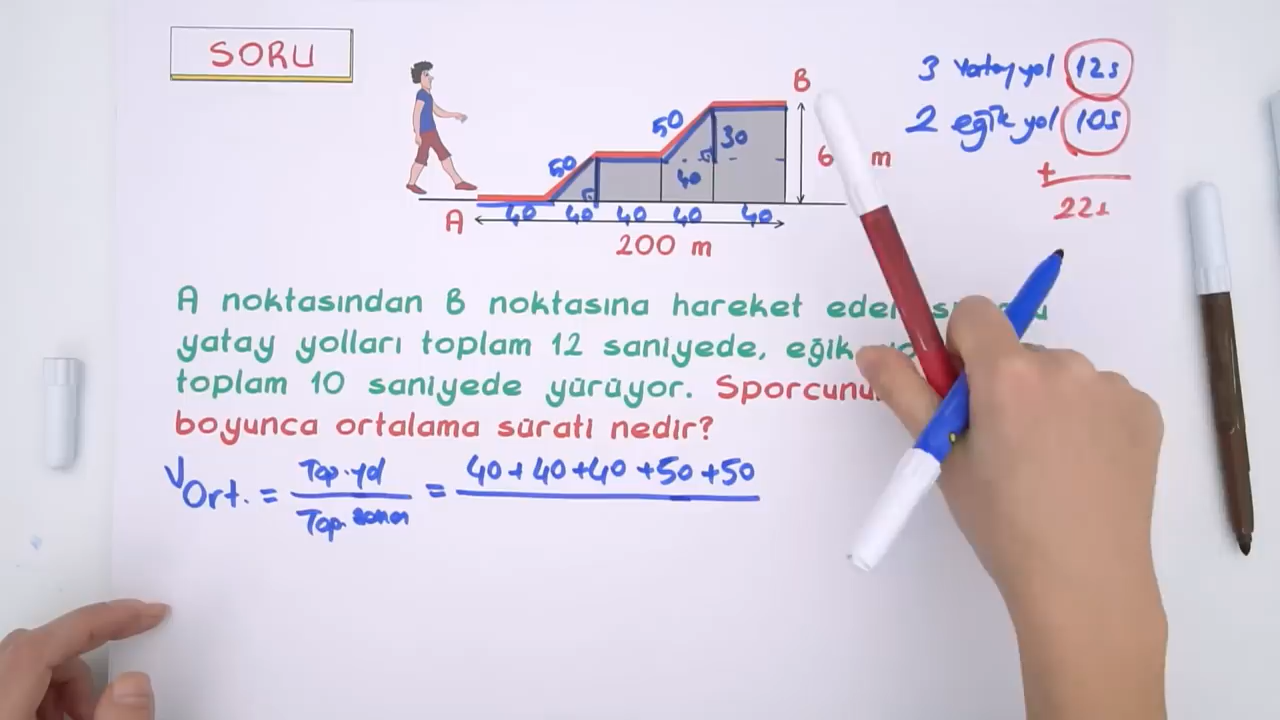 SORU
3 Yatay yol 12s
2 eğik yol 10s
+
22s
B
50
30
50
40
6 m
40 40 40 40 40
A
200 m
A noktasından B noktasına hareket eden
yatay yolları toplam 12 saniyede, eğik
toplam 10 saniyede yürüyor. Sporcunu
boyunca ortalama sürati nedir?
VOrt. = Top. yol = 40 + 40 + 40 + 50 + 50
Top. zaman